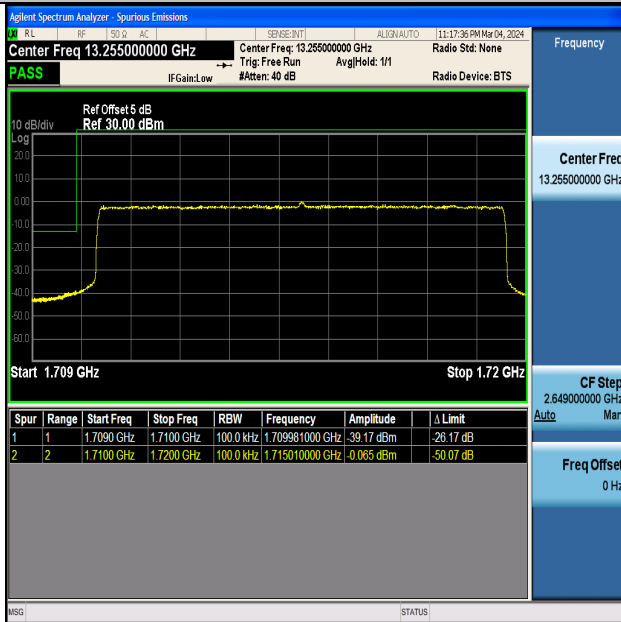 Agilent Spectrum Analyzer - Spurious Emissions
RL RF 50 Ω AC SENSE:INT ALIGNAUTO 11:17:36 PM Mar 04, 2024
Center Freq 13.255000000 GHz Center Freq: 13.255000000 GHz Radio Std: None Frequency
Trig: Free Run Avg|Hold: 1/1
PASS IFGain:Low #Atten: 40 dB Radio Device: BTS
Ref Offset 5 dB
10 dB/div Ref 30.00 dBm
Log
20.0
10.0
0.00
-10.0
-20.0
-30.0
-40.0
-50.0
-60.0
Start 1.709 GHz Stop 1.72 GHz
Spur Range Start Freq Stop Freq RBW Frequency Amplitude Δ Limit
1 1 1.7090 GHz 1.7100 GHz 100.0 kHz 1.709981000 GHz -39.17 dBm -26.17 dB
2 2 1.7100 GHz 1.7200 GHz 100.0 kHz 1.715010000 GHz -0.065 dBm -50.07 dB
Center Freq
13.255000000 GHz
CF Step
2.649000000 GHz
Auto Man
Freq Offset
0 Hz
MSG STATUS